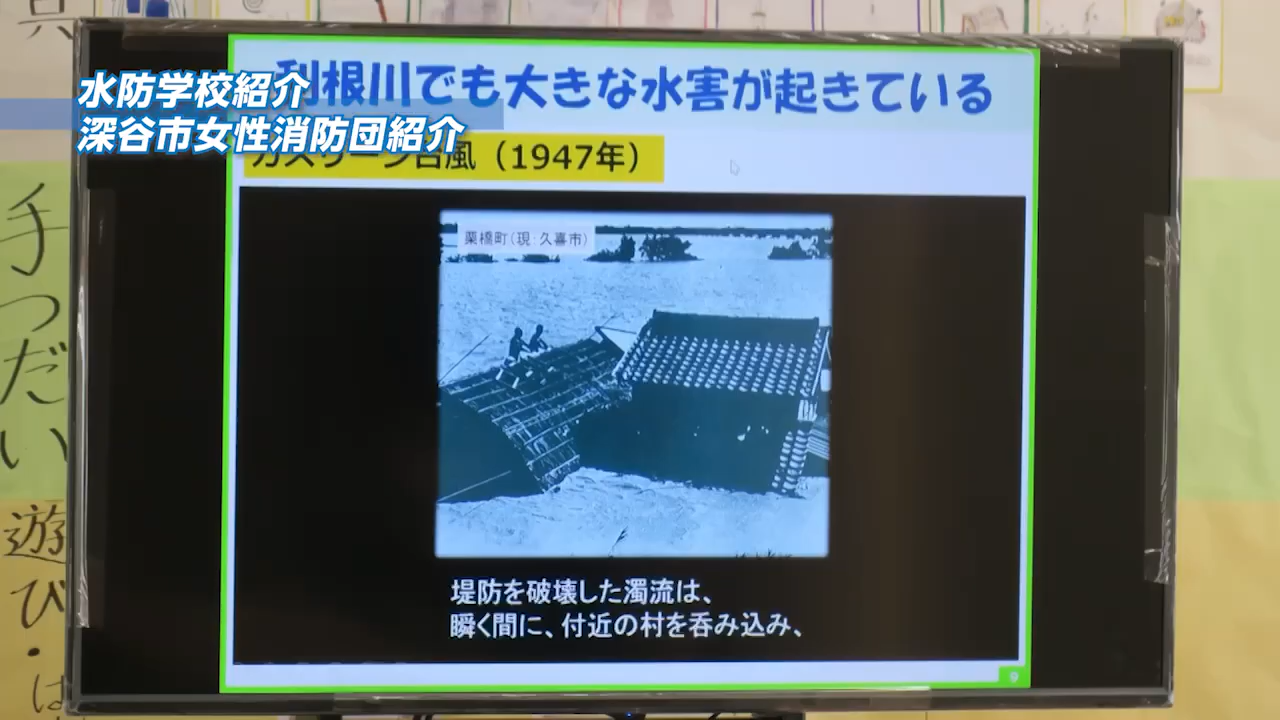 水防学校紹介
深谷市女性消防団紹介
利根川でも大きな水害が起きている
カスリーン台風（1947年）
栗橋町（現：久喜市）
堤防を破壊した濁流は、
瞬く間に、付近の村を呑み込み、
9
手つだい
遊び・は